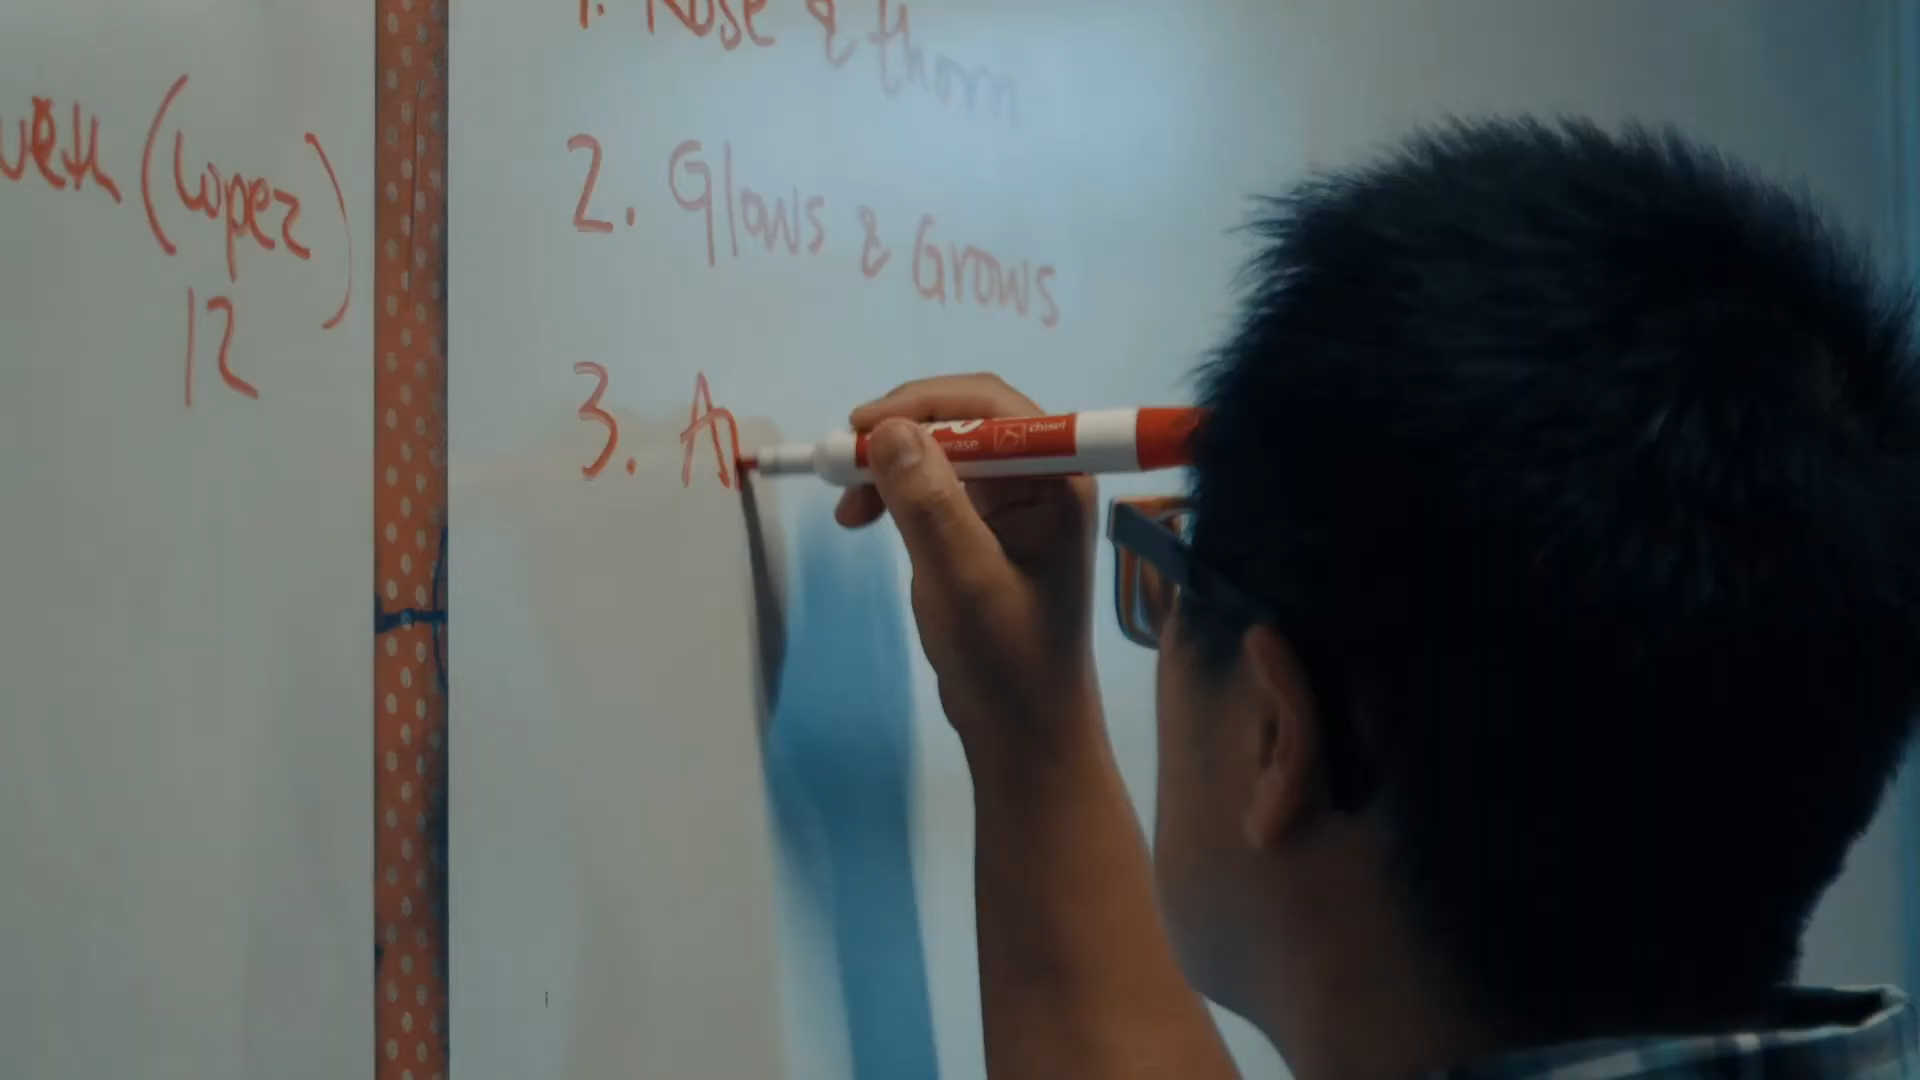 1. Rose & thorn
(Lopez)
12
2. Glows & Grows
3. A
erase
chisel